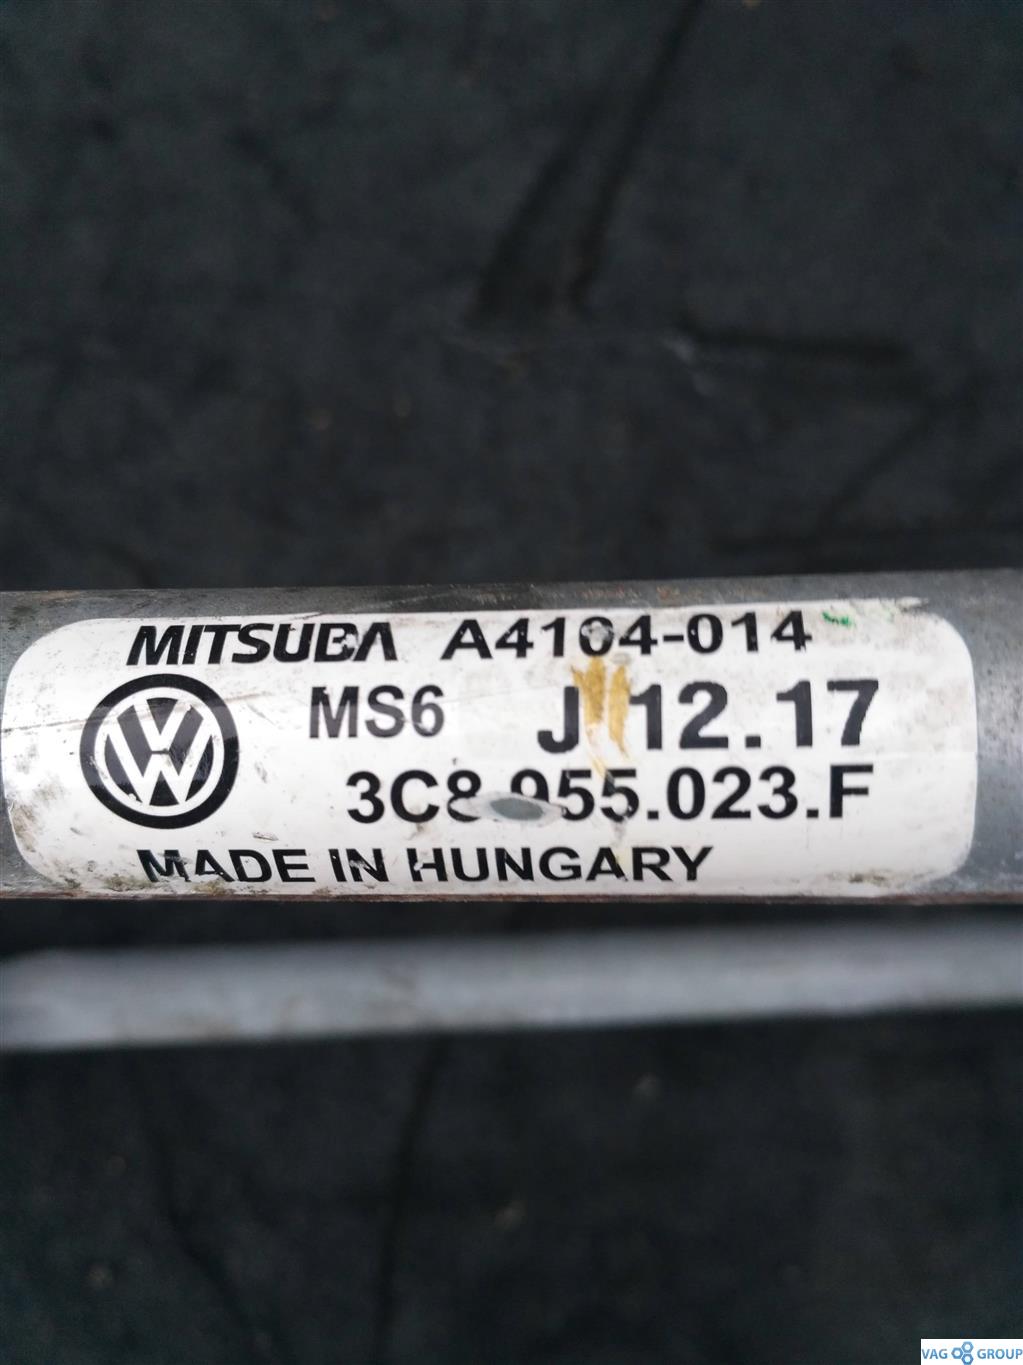 MITSUBA A4104-014
MS6 J 12.17
3C8.955.023.F
MADE IN HUNGARY
VAG GROUP